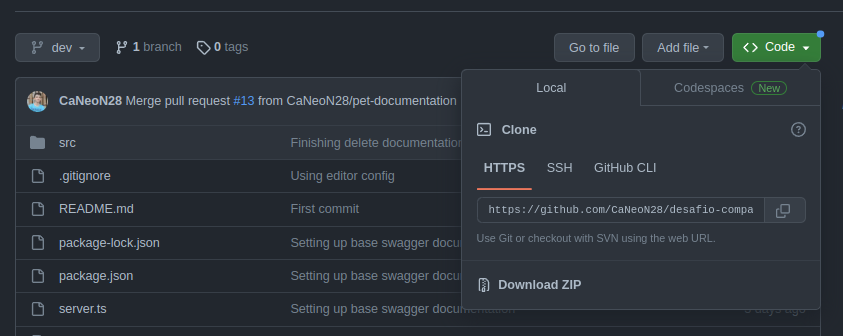 dev 1 branch 0 tags Go to file Add file Code
Local Codespaces New
CaNeoN28 Merge pull request #13 from CaNeoN28/pet-documentation
Clone
src Finishing delete documentation
HTTPS SSH GitHub CLI
.gitignore Using editor config
README.md First commit
https://github.com/CaNeoN28/desafio-compa
package-lock.json Setting up base swagger docu
Use Git or checkout with SVN using the web URL.
package.json Setting up base swagger docu
Download ZIP
server.ts Setting up base swagger documentation days ago